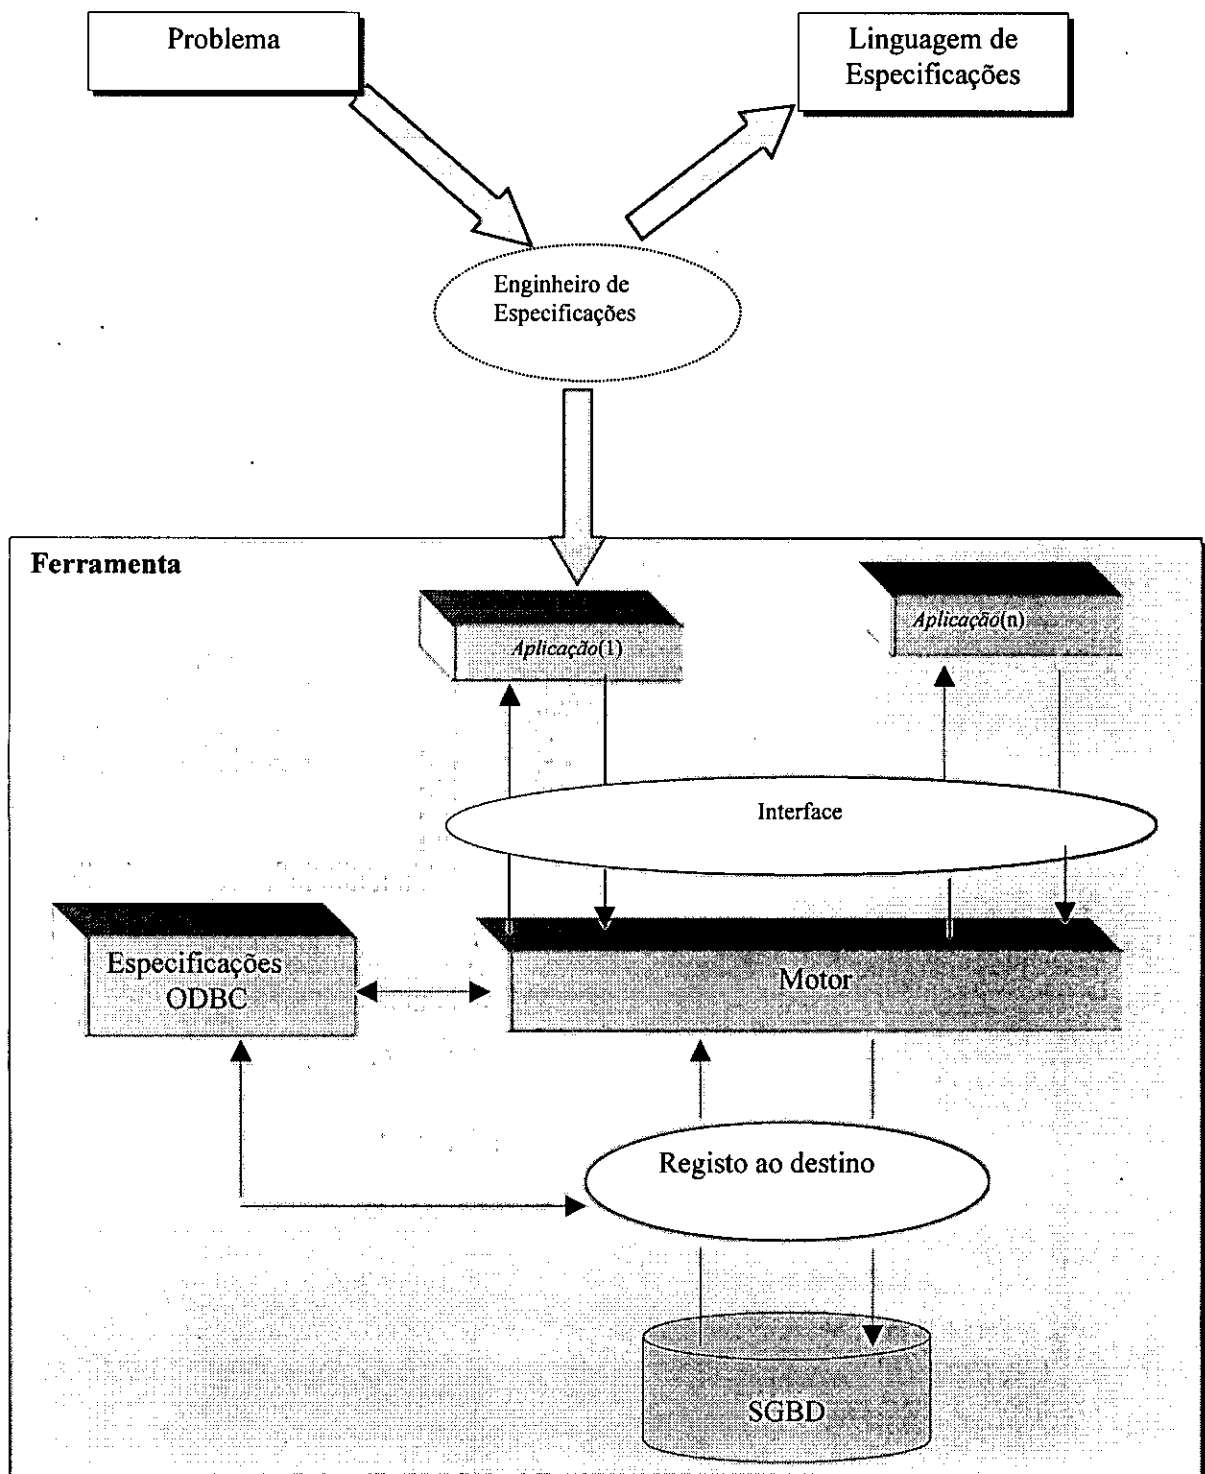 Problema
Linguagem de
Especificações
Enginheiro de
Especificações
Ferramenta
Aplicação(1)
Aplicação(n)
Interface
Especificações
ODBC
Motor
Registo ao destino
SGBD